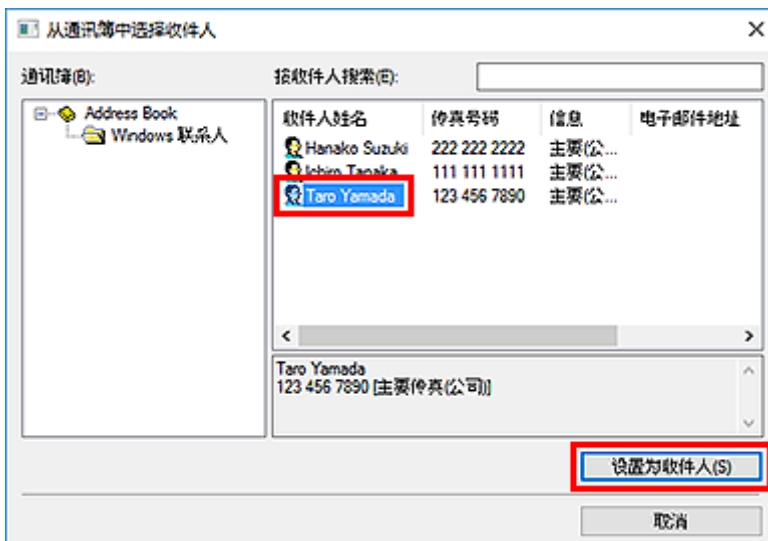 从通讯簿中选择收件人
通讯簿(B):
按收件人搜索(E):
Address Book
Windows 联系人
收件人姓名 传真号码 信息 电子邮件地址
Hanako Suzuki 222 222 2222 主要(公...
Ichiro Tanaka 111 111 1111 主要(公...
Taro Yamada 123 456 7890 主要(公...
Taro Yamada
123 456 7890 [主要传真(公司)]
设置为收件人(S)
取消